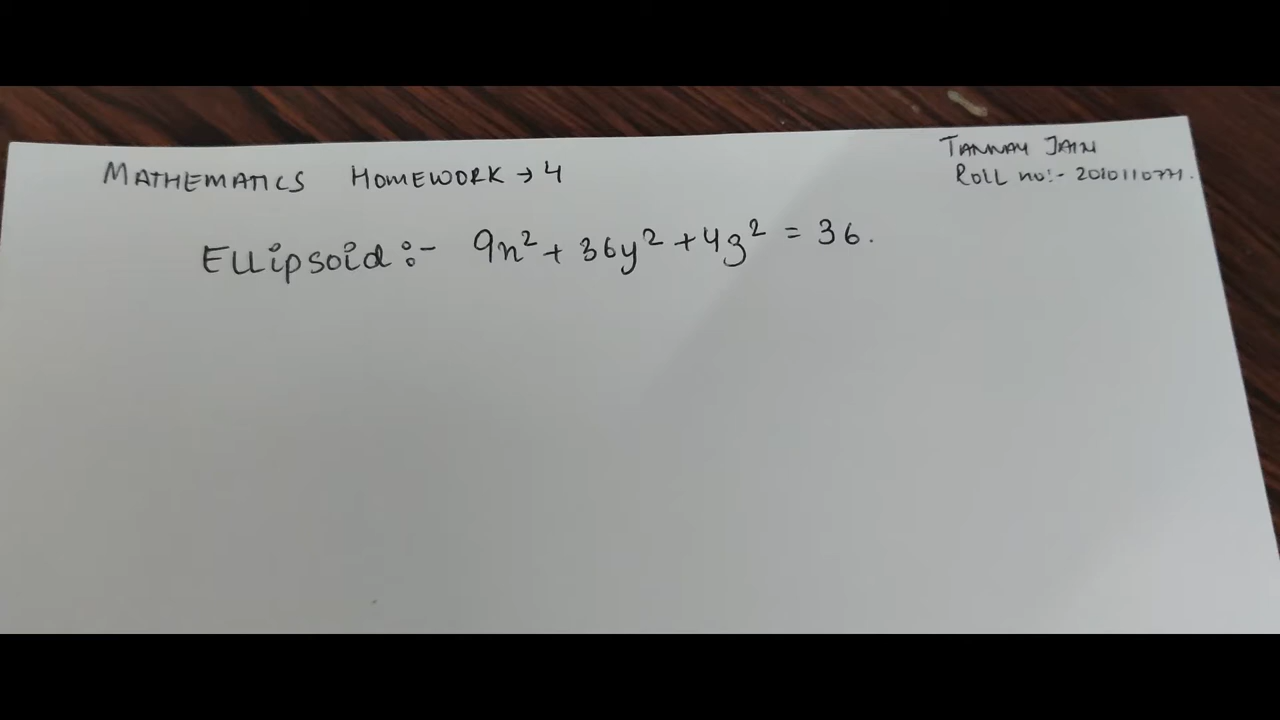 MATHEMATICS HOMEWORK → 4
TANMAY JAIN
ROLL no:- 2010110771.
Ellipsoid :- 9x² + 36y² + 4z² = 36.